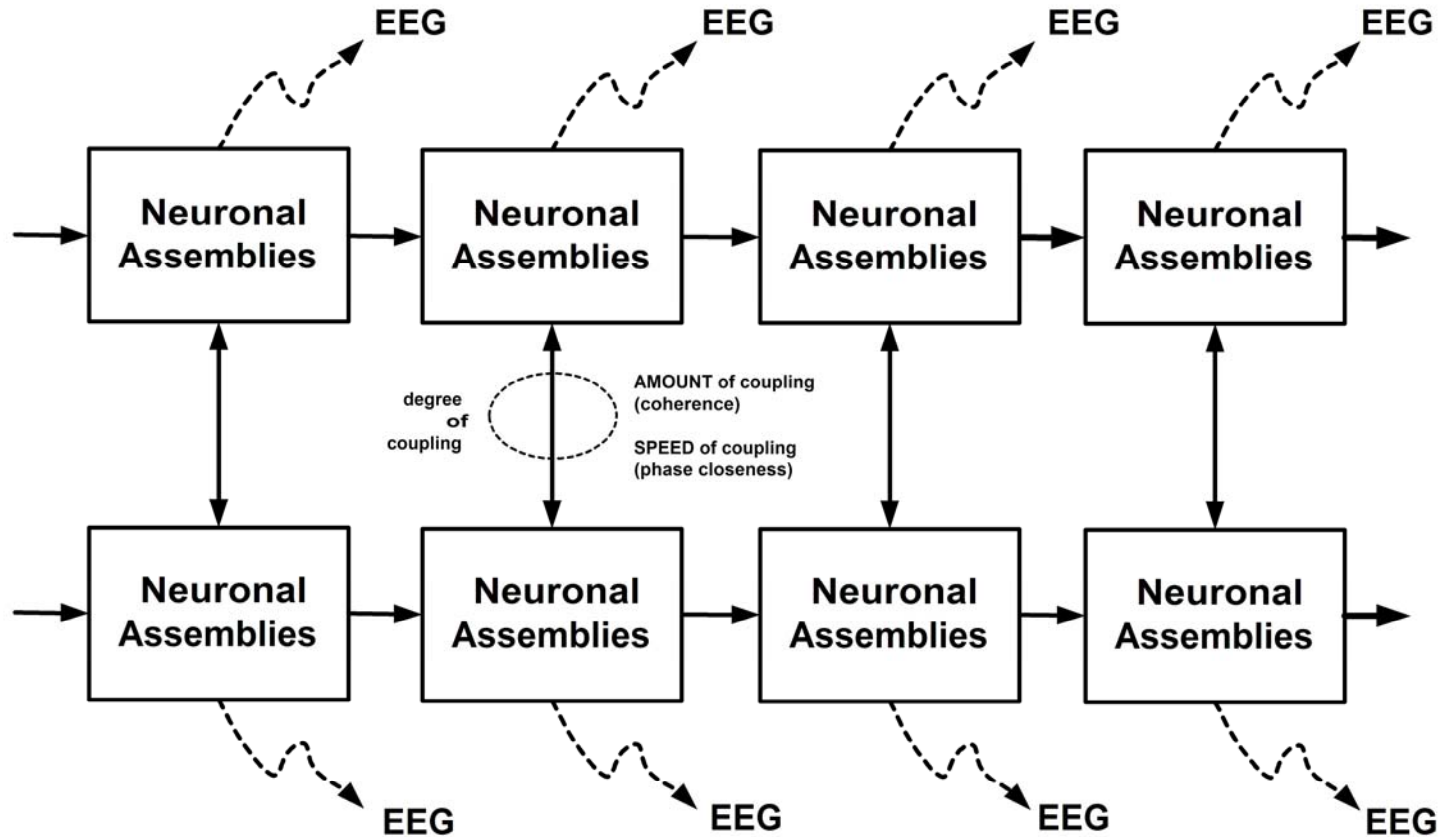 EEG
EEG
EEG
EEG
Neuronal
Assemblies
Neuronal
Assemblies
Neuronal
Assemblies
Neuronal
Assemblies
degree
of
coupling
AMOUNT of coupling
(coherence)
SPEED of coupling
(phase closeness)
Neuronal
Assemblies
Neuronal
Assemblies
Neuronal
Assemblies
Neuronal
Assemblies
EEG
EEG
EEG
EEG